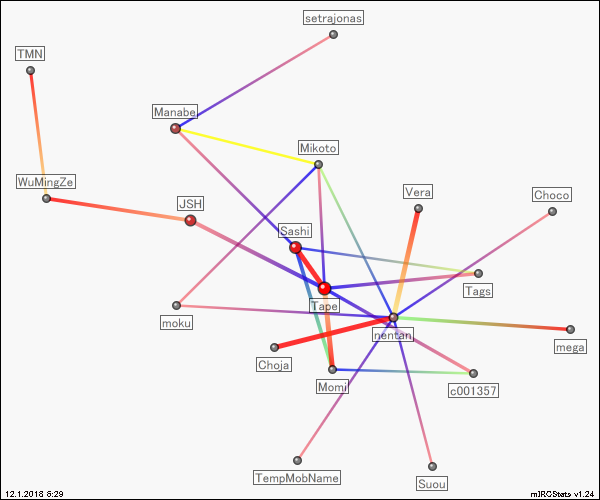 setrajonas
TMN
Manabe
Mikoto
WuMingZe
Vera
Choco
JSH
Sashi
Tags
Tape
moku
nentan
mega
Choja
Momi
c001357
TempMobName
Suou
12.1.2018 8:29
mIRCStats v1.24